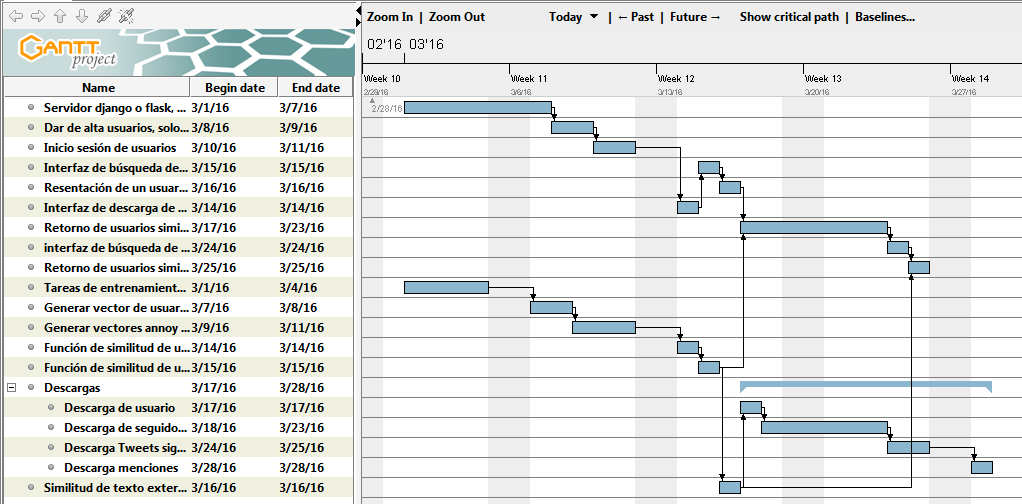 Zoom In | Zoom Out Today | ← Past | Future → Show critical path | Baselines...
GANTT
project
02'16 03'16
Week 10 Week 11 Week 12 Week 13 Week 14
2/28/16 3/6/16 3/13/16 3/20/16 3/27/16
2/28/16
Name Begin date End date
Servidor django o flask, ... 3/1/16 3/7/16
Dar de alta usuarios, solo... 3/8/16 3/9/16
Inicio sesión de usuarios 3/10/16 3/11/16
Interfaz de búsqueda de... 3/15/16 3/15/16
Resentación de un usuar... 3/16/16 3/16/16
Interfaz de descarga de ... 3/14/16 3/14/16
Retorno de usuarios simi... 3/17/16 3/23/16
interfaz de búsqueda de ... 3/24/16 3/24/16
Retorno de usuarios simi... 3/25/16 3/25/16
Tareas de entrenamient... 3/1/16 3/4/16
Generar vector de usuar... 3/7/16 3/8/16
Generar vectores annoy ... 3/9/16 3/11/16
Función de similitud de u... 3/14/16 3/14/16
Función de similitud de u... 3/15/16 3/15/16
Descargas 3/17/16 3/28/16
Descarga de usuario 3/17/16 3/17/16
Descarga de seguido... 3/18/16 3/23/16
Descarga Tweets sig... 3/24/16 3/25/16
Descarga menciones 3/28/16 3/28/16
Similitud de texto exter... 3/16/16 3/16/16